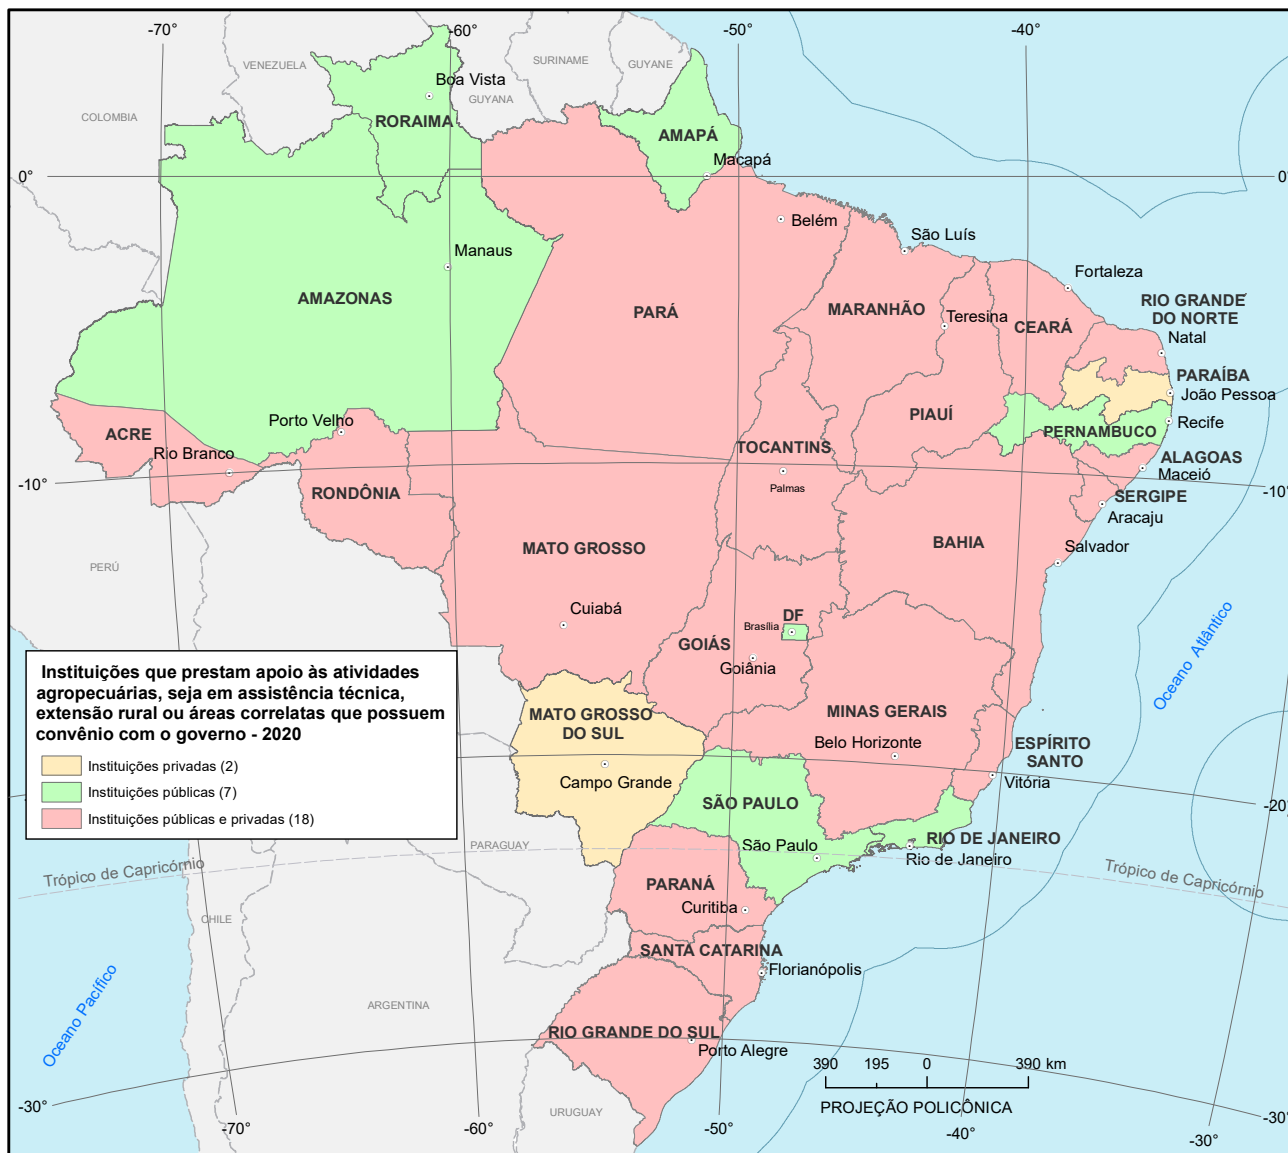 -70°
-60°
-50°
-40°
VENEZUELA
SURINAME
GUYANE
Boa Vista
GUYANA
COLOMBIA
RORAIMA
AMAPÁ
Macapá
0°
0°
Belém
São Luís
Manaus
Fortaleza
AMAZONAS
RIO GRANDE
DO NORTE
PARÁ
MARANHÃO
Teresina
CEARÁ
Natal
PARAÍBA
João Pessoa
PIAUÍ
Porto Velho
Recife
ACRE
PERNAMBUCO
Rio Branco
TOCANTINS
ALAGOAS
Maceió
-10°
-10°
Palmas
RONDÔNIA
SERGIPE
Aracaju
BAHIA
MATO GROSSO
Salvador
PERÚ
Cuiabá
DF
Brasília
Oceano Atlântico
GOIÁS
Goiânia
Instituições que prestam apoio às atividades
agropecuárias, seja em assistência técnica,
extensão rural ou áreas correlatas que possuem
convênio com o governo - 2020
Instituições privadas (2)
Instituições públicas (7)
Instituições públicas e privadas (18)
MATO GROSSO
DO SUL
MINAS GERAIS
Belo Horizonte
ESPÍRITO
SANTO
Campo Grande
Vitória
SÃO PAULO
-20°
PARAGUAY
São Paulo
RIO DE JANEIRO
Rio de Janeiro
Trópico de Capricórnio
Trópico de Capricórnio
PARANÁ
Curitiba
CHILE
SANTA CATARINA
Florianópolis
Oceano Pacífico
ARGENTINA
RIO GRANDE DO SUL
Porto Alegre
390
195
0
390 km
PROJEÇÃO POLICÔNICA
URUGUAY
-30°
-30°
-70°
-60°
-50°
-40°
-30°